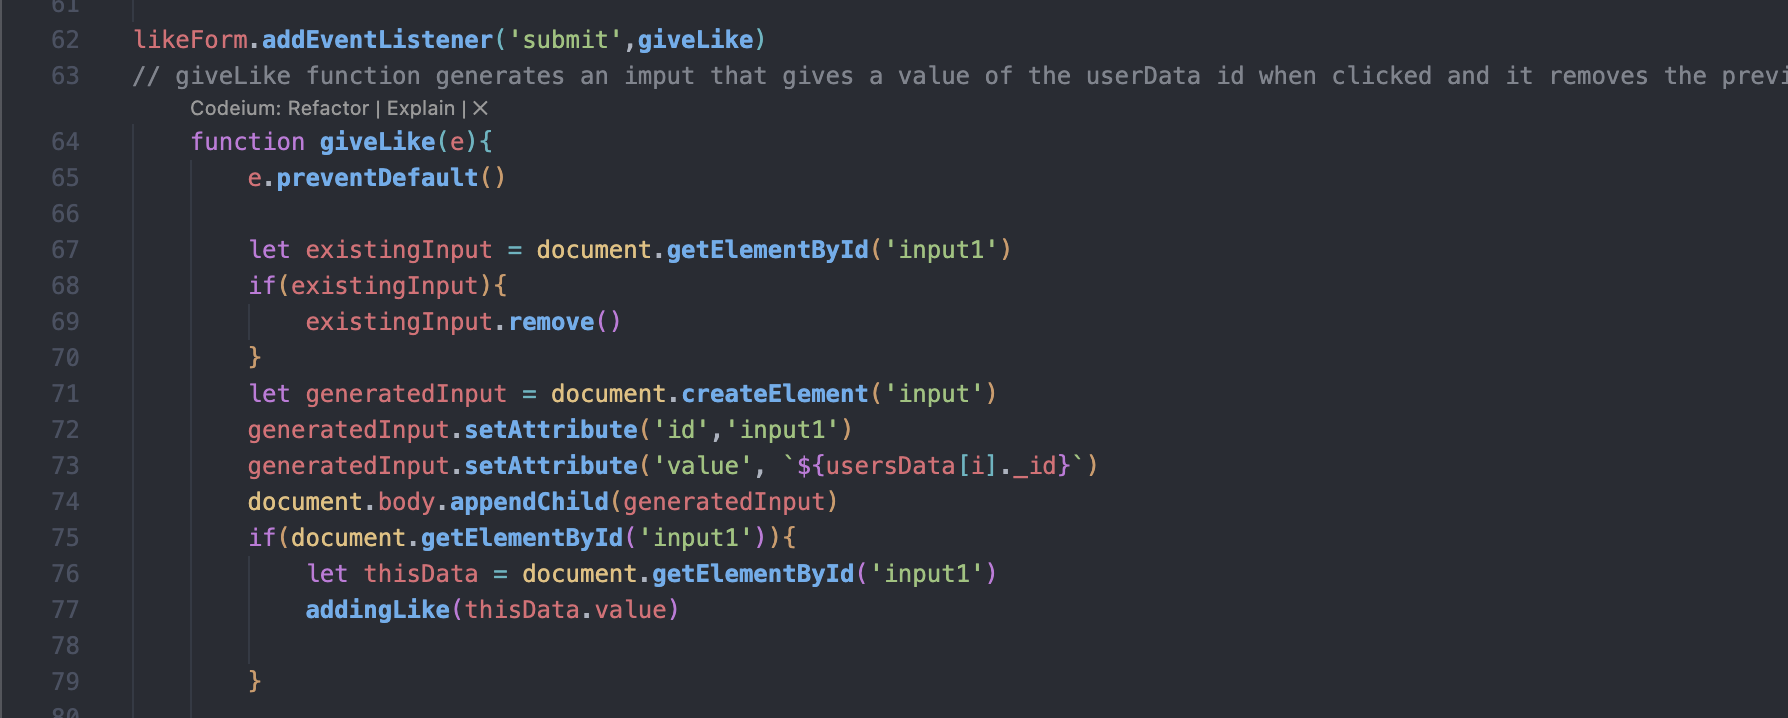 61
62 likeForm.addEventListener('submit',giveLike)
63 // giveLike function generates an imput that gives a value of the userData id when clicked and it removes the previ
Codeium: Refactor | Explain | ×
64 function giveLike(e){
65 e.preventDefault()
66
67 let existingInput = document.getElementById('input1')
68 if(existingInput){
69 existingInput.remove()
70 }
71 let generatedInput = document.createElement('input')
72 generatedInput.setAttribute('id','input1')
73 generatedInput.setAttribute('value', `${usersData[i]._id}`)
74 document.body.appendChild(generatedInput)
75 if(document.getElementById('input1')){
76 let thisData = document.getElementById('input1')
77 addingLike(thisData.value)
78
79 }
80